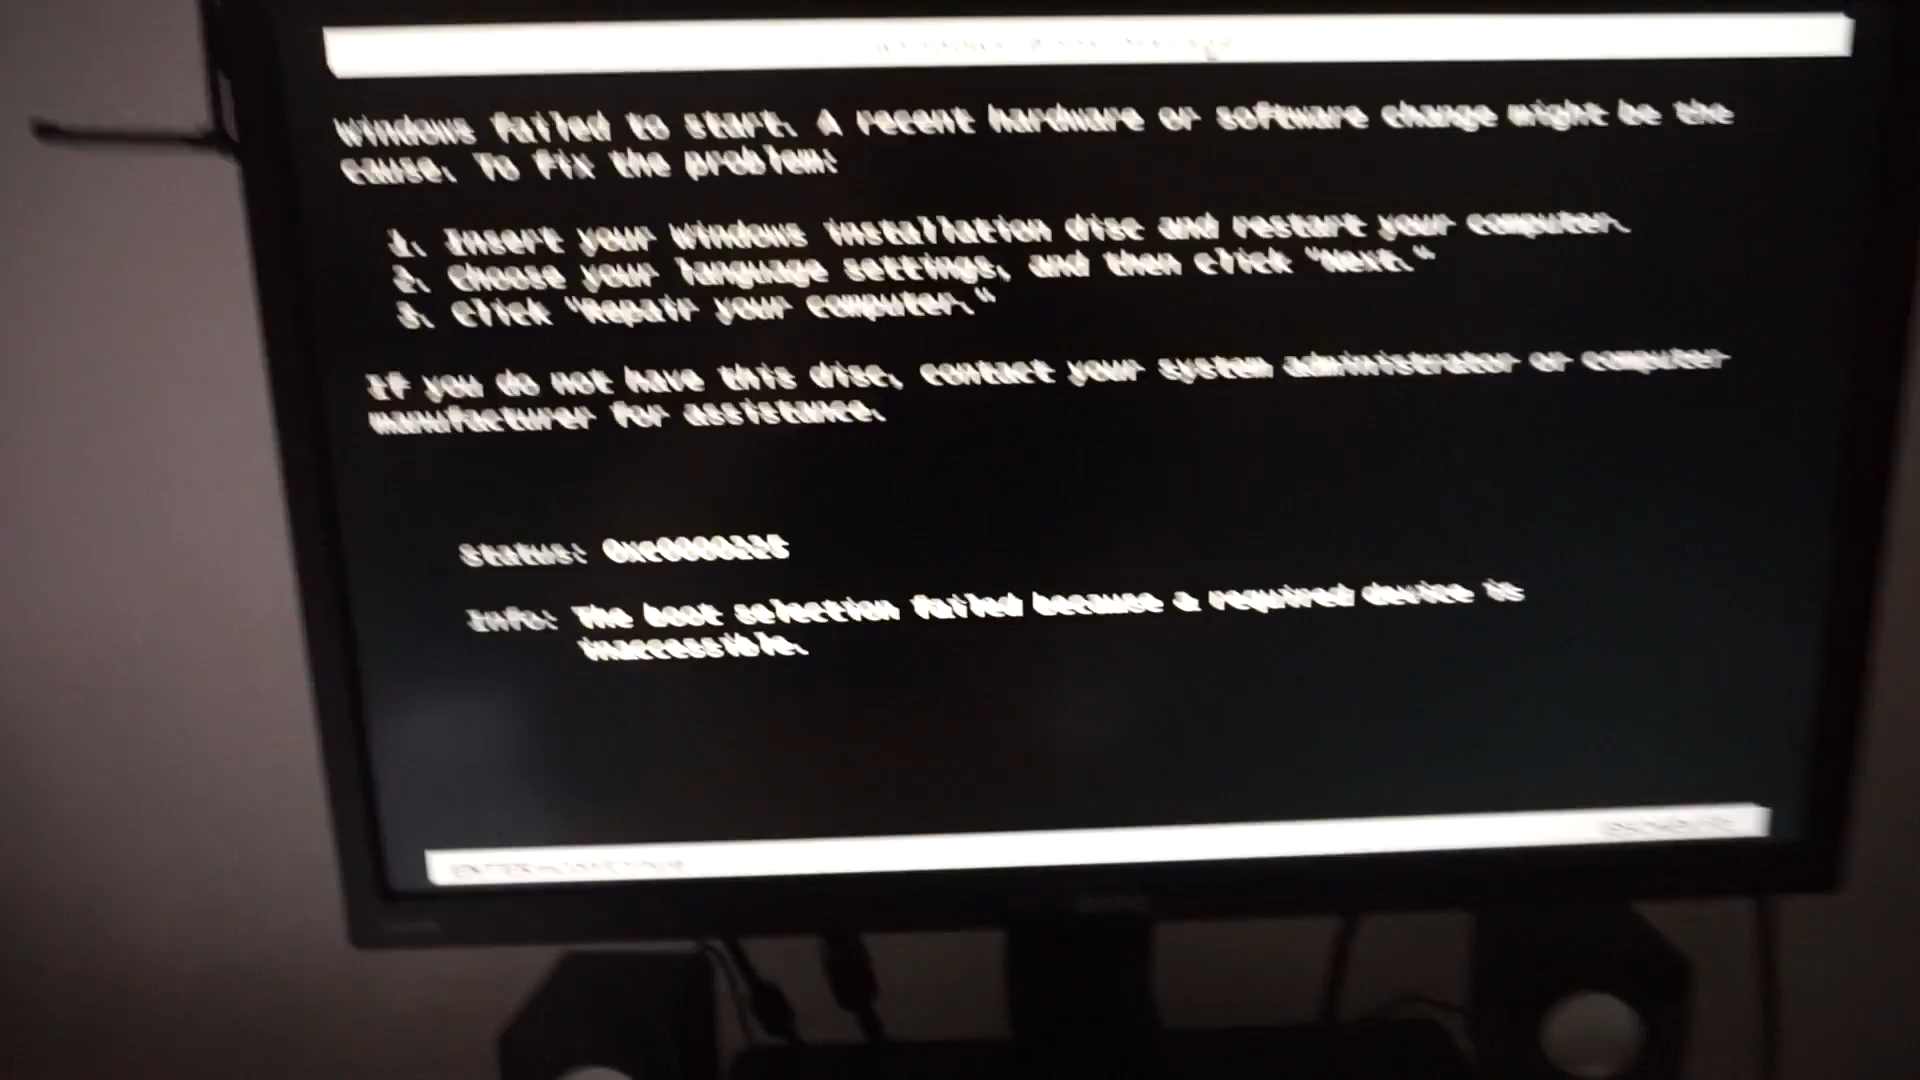 Windows failed to start. A recent hardware or software change might be the
cause. To fix the problem:
1. Insert your Windows installation disc and restart your computer.
2. Choose your language settings, and then click "Next."
3. Click "Repair your computer."
If you do not have this disc, contact your system administrator or computer
manufacturer for assistance.
Status: 0xc0000225
Info: The boot selection failed because a required device is
inaccessible.